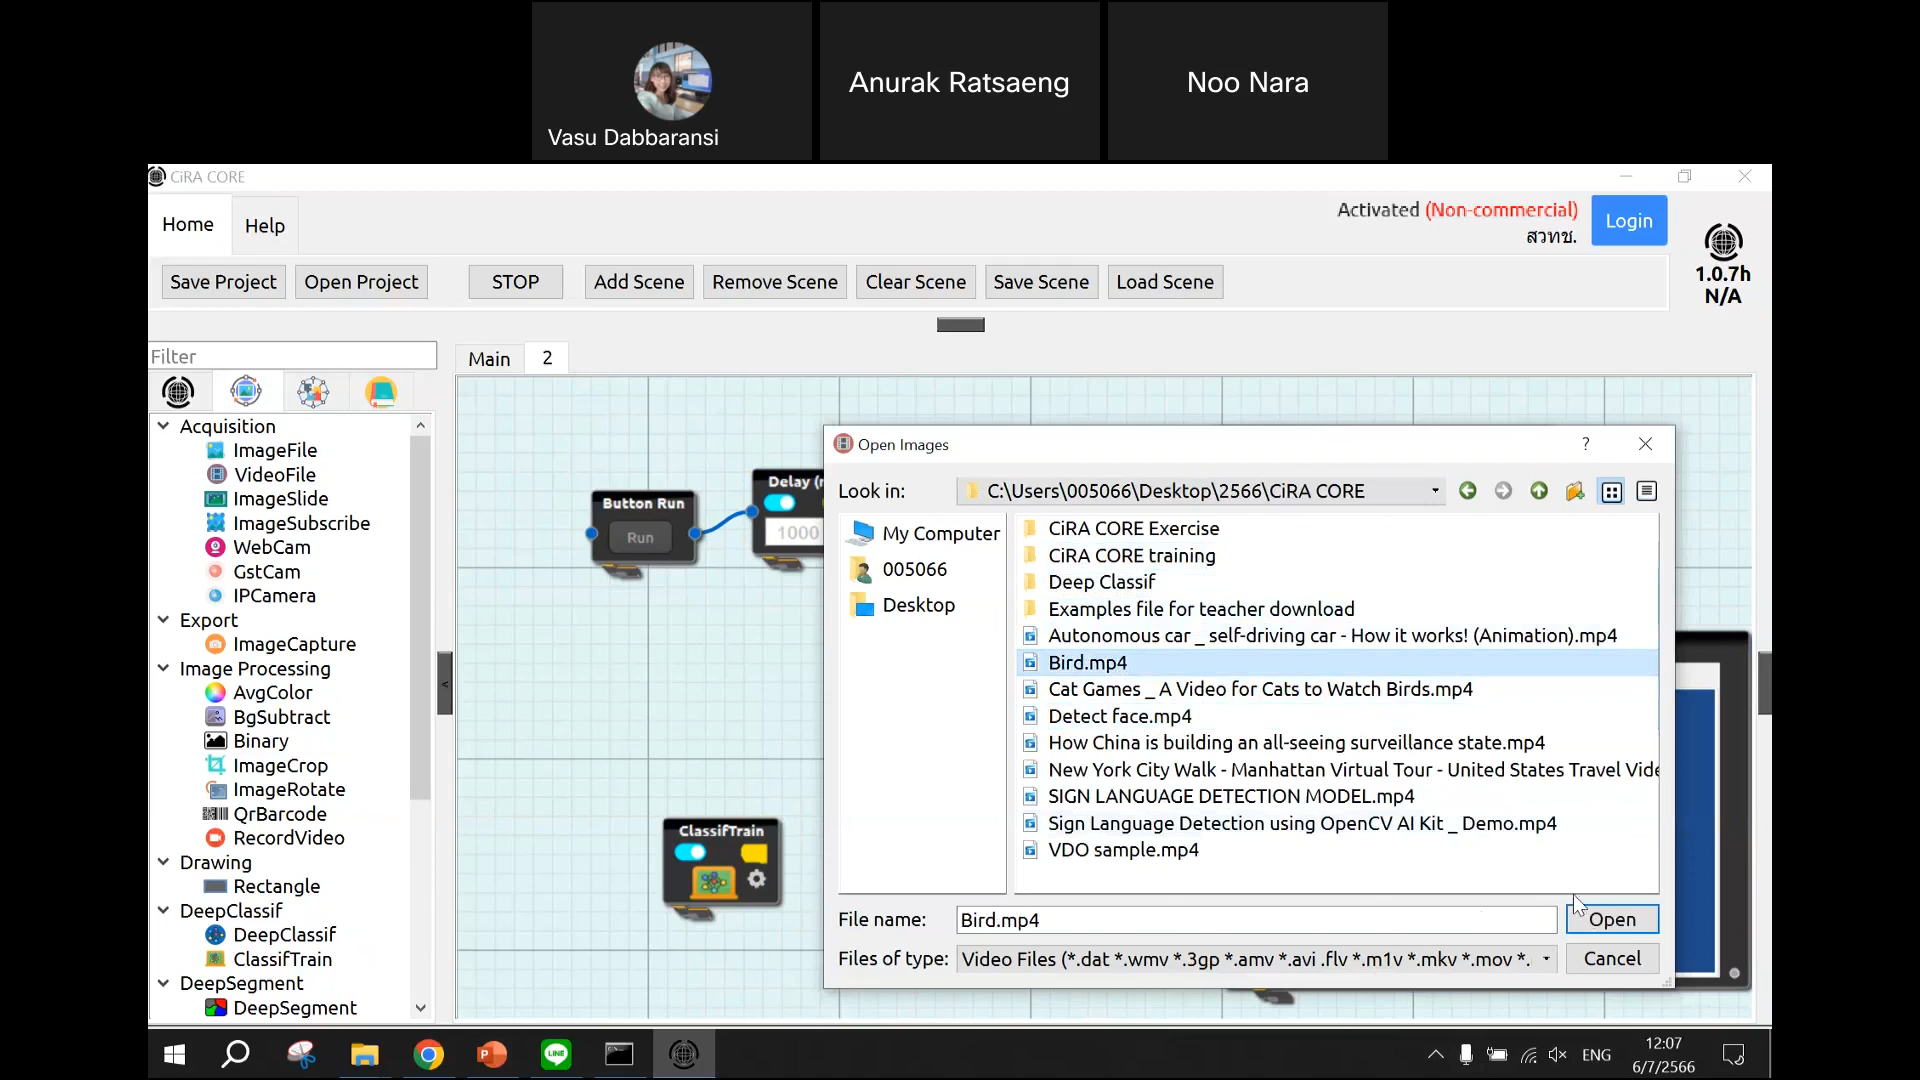 Vasu Dabbaransi
Anurak Ratsaeng
Noo Nara
CiRA CORE
Home
Help
Activated (Non-commercial)
สวทช.
Login
1.0.7h
N/A
Save Project
Open Project
STOP
Add Scene
Remove Scene
Clear Scene
Save Scene
Load Scene
Filter
Main
2
Acquisition
ImageFile
VideoFile
ImageSlide
ImageSubscribe
WebCam
GstCam
IPCamera
Export
ImageCapture
Image Processing
AvgColor
BgSubtract
Binary
ImageCrop
ImageRotate
QrBarcode
RecordVideo
Drawing
Rectangle
DeepClassif
DeepClassif
ClassifTrain
DeepSegment
DeepSegment
Button Run
Run
Delay (
1000
ClassifTrain
Open Images
?
Look in:
C:\Users\005066\Desktop\2566\CiRA CORE
My Computer
005066
Desktop
CiRA CORE Exercise
CiRA CORE training
Deep Classif
Examples file for teacher download
Autonomous car _ self-driving car - How it works! (Animation).mp4
Bird.mp4
Cat Games _ A Video for Cats to Watch Birds.mp4
Detect face.mp4
How China is building an all-seeing surveillance state.mp4
New York City Walk - Manhattan Virtual Tour - United States Travel Vide
SIGN LANGUAGE DETECTION MODEL.mp4
Sign Language Detection using OpenCV AI Kit _ Demo.mp4
VDO sample.mp4
File name:
Bird.mp4
Open
Files of type:
Video Files (*.dat *.wmv *.3gp *.amv *.avi .flv *.m1v *.mkv *.mov *.
Cancel
LINE
ENG
12:07
6/7/2566